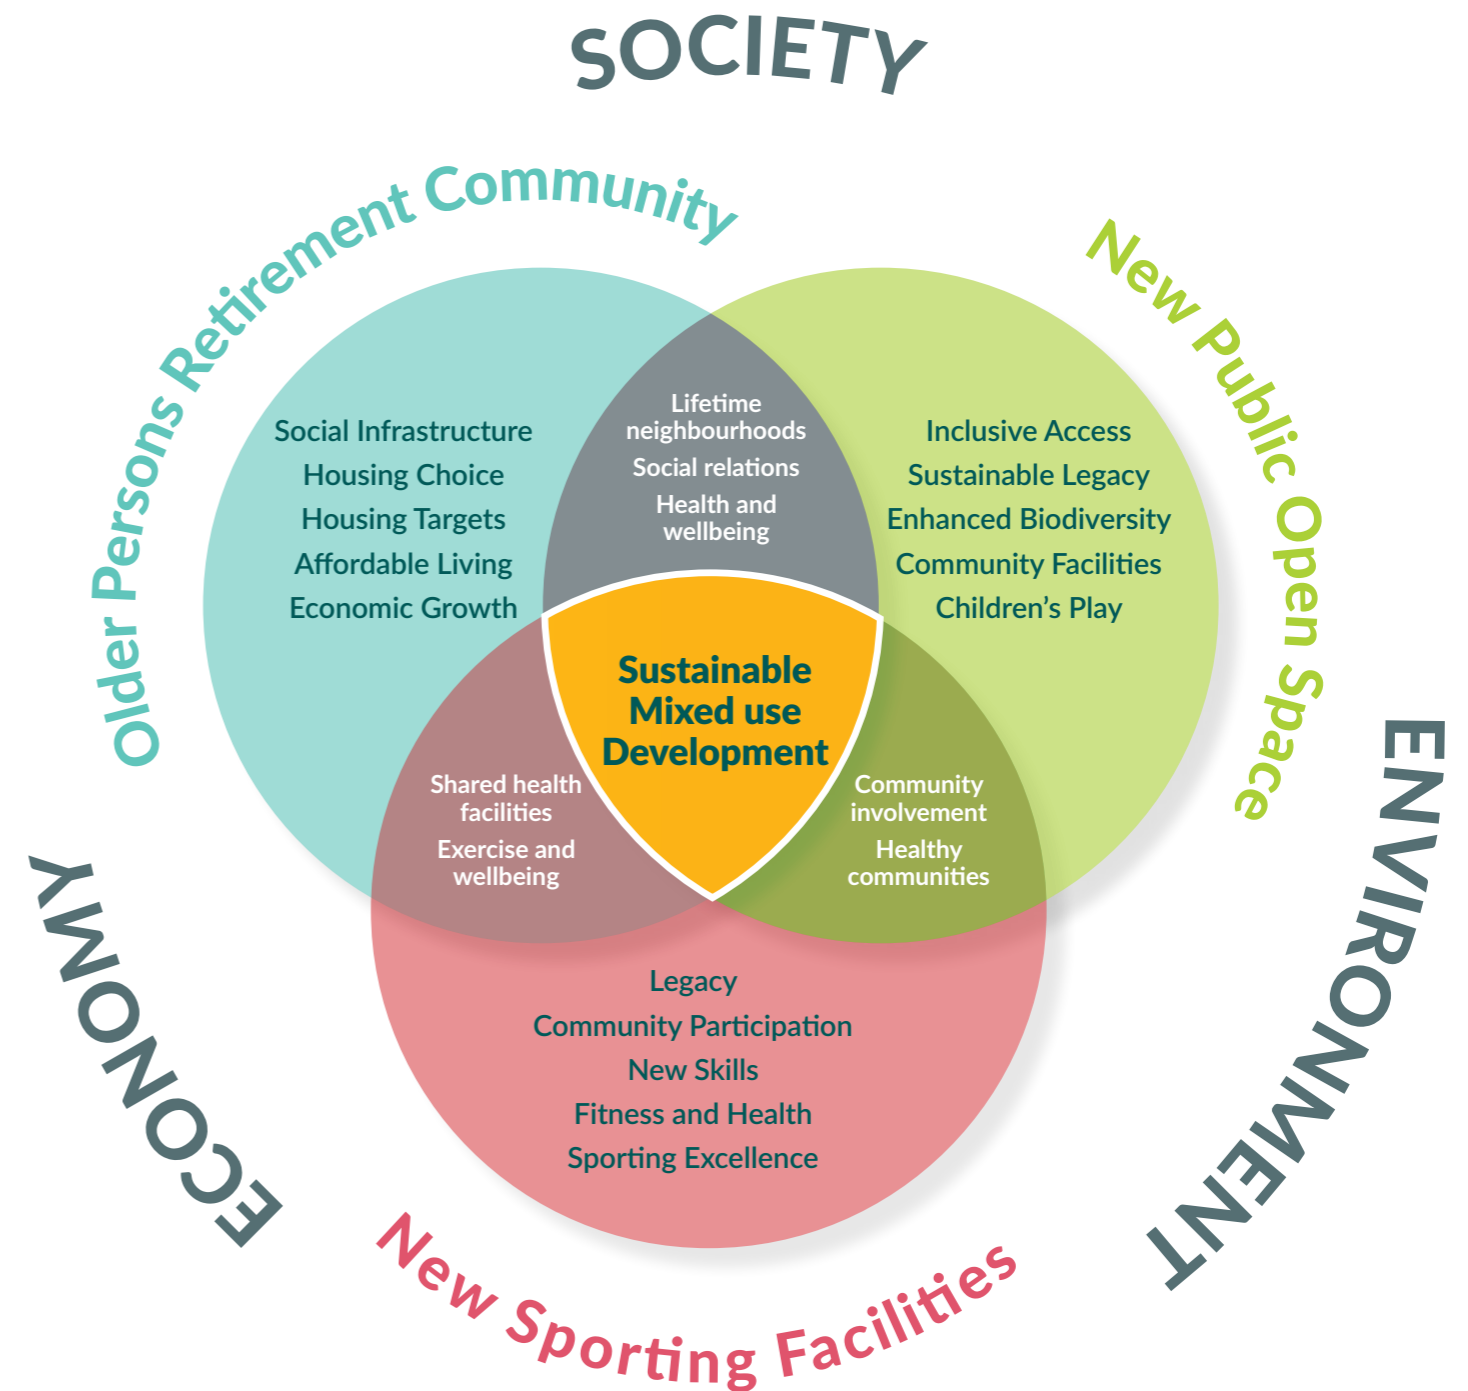 SOCIETY
Older Persons Retirement Community
New Public Open Space
Social Infrastructure
Housing Choice
Housing Targets
Affordable Living
Economic Growth
Lifetime
neighbourhoods
Social relations
Health and
wellbeing
Inclusive Access
Sustainable Legacy
Enhanced Biodiversity
Community Facilities
Children’s Play
Sustainable
Mixed use
Development
Shared health
facilities
Exercise and
wellbeing
Community
involvement
Healthy
communities
Legacy
Community Participation
New Skills
Fitness and Health
Sporting Excellence
New Sporting Facilities
ECONOMY
ENVIRONMENT